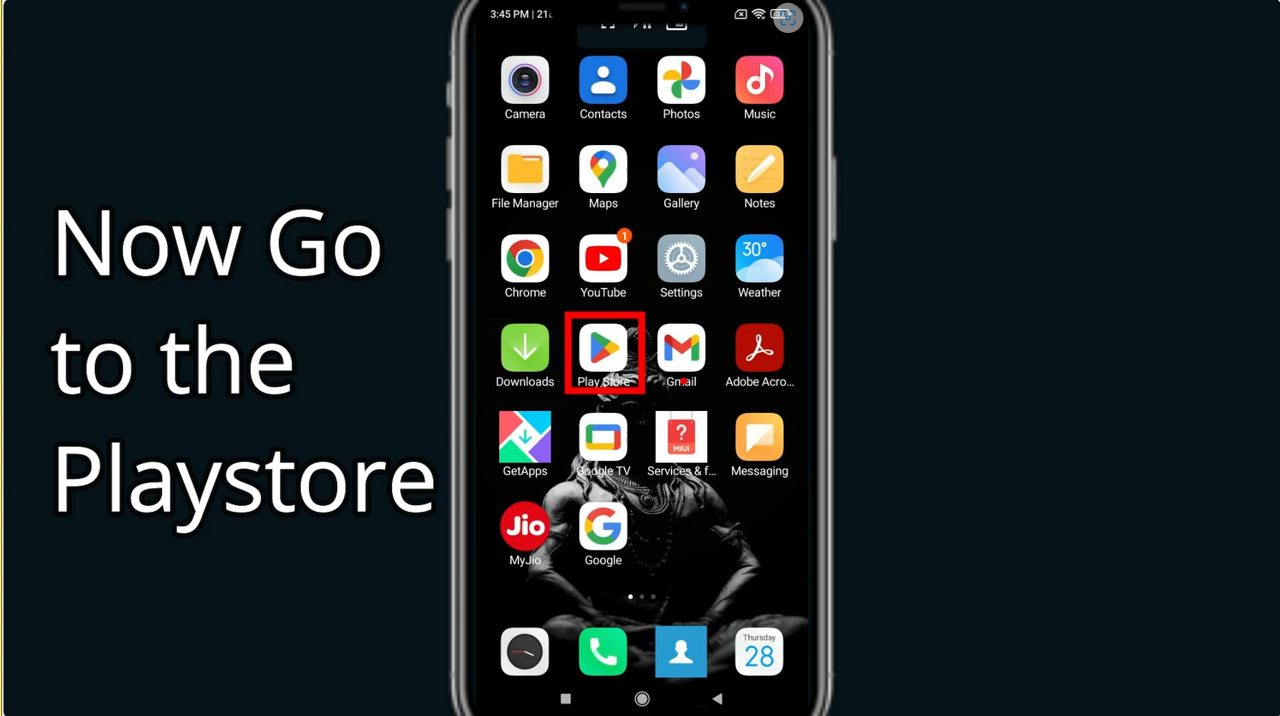 3:45 PM | 21
Camera
Contacts
Photos
Music
File Manager
Maps
Gallery
Notes
1
30°
Chrome
YouTube
Settings
Weather
Downloads
Play Store
Gmail
Adobe Acro...
?
MIUI
GetApps
Google TV
Services & f...
Messaging
Jio
MyJio
Google
Thursday
28
Now Go
to the
Playstore